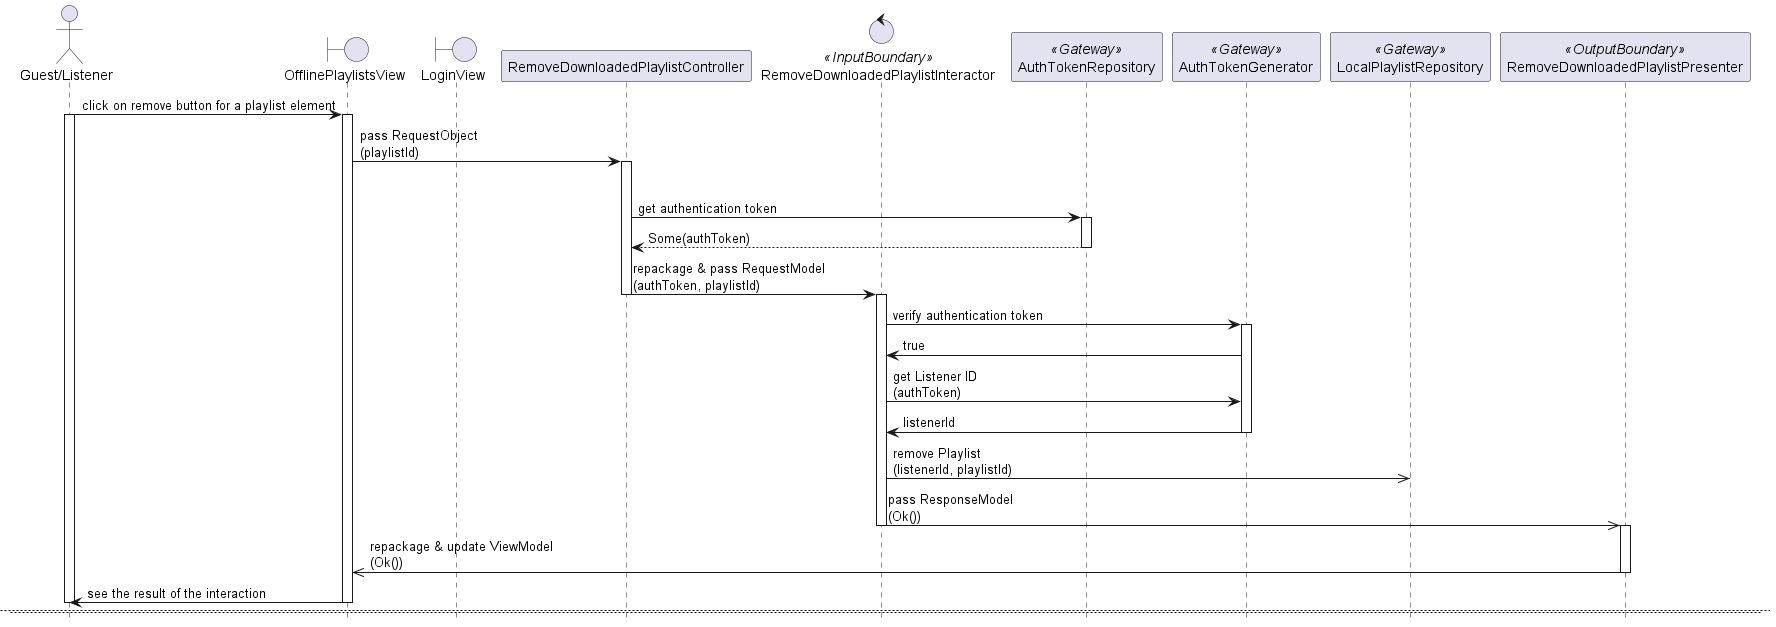 Guest/Listener
OfflinePlaylistsView
LoginView
RemoveDownloadedPlaylistController
«InputBoundary»
RemoveDownloadedPlaylistInteractor
«Gateway»
AuthTokenRepository
«Gateway»
AuthTokenGenerator
«Gateway»
LocalPlaylistRepository
«OutputBoundary»
RemoveDownloadedPlaylistPresenter
click on remove button for a playlist element
pass RequestObject
(playlistId)
get authentication token
Some(authToken)
repackage & pass RequestModel
(authToken, playlistId)
verify authentication token
true
get Listener ID
(authToken)
listenerId
remove Playlist
(listenerId, playlistId)
pass ResponseModel
(Ok())
repackage & update ViewModel
(Ok())
see the result of the interaction